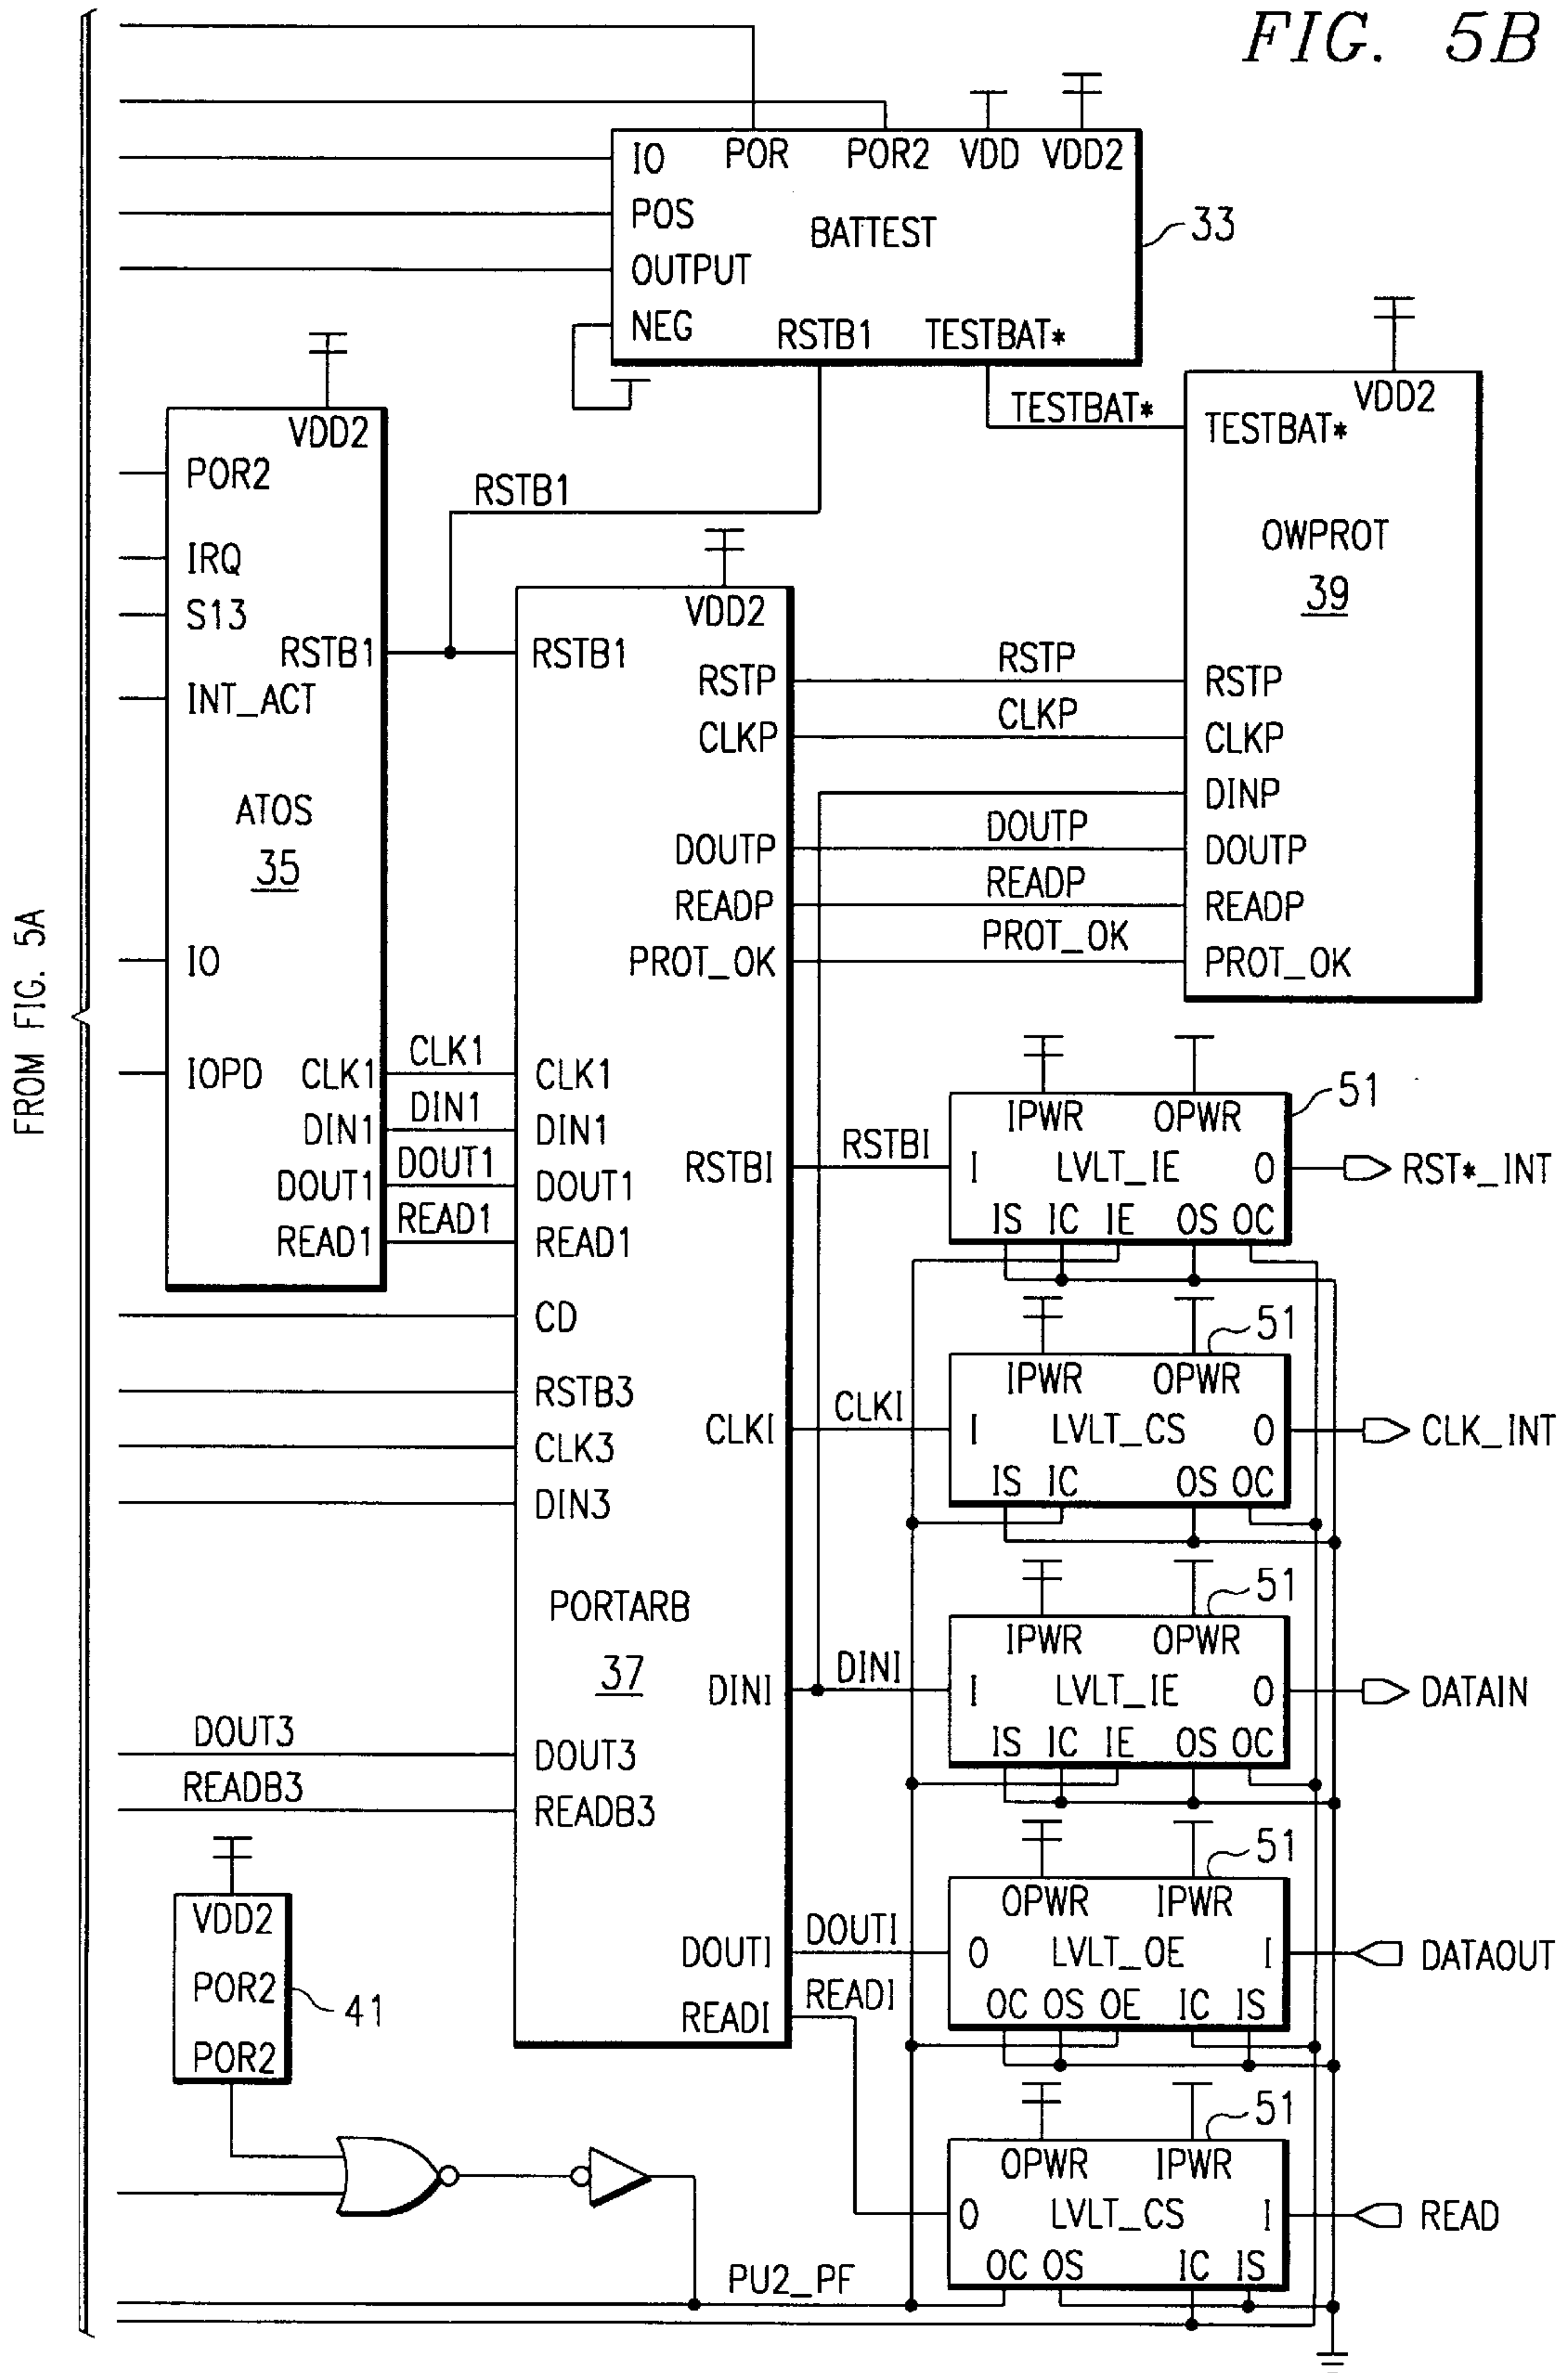 FIG. 5B
FROM FIG. 5A
IO POR POR2 VDD VDD2
POS
BATTEST
33
OUTPUT
NEG
RSTB1 TESTBAT*
TESTBAT*
VDD2
TESTBAT*
OWPROT
39
RSTP
CLKP
DINP
DOUTP
READP
PROT_OK
VDD2
POR2
IRQ
S13
RSTB1
INT_ACT
ATOS
35
IO
IOPD
CLK1
DIN1
DOUT1
READ1
RSTB1
CLK1
DIN1
DOUT1
READ1
VDD2
RSTB1
RSTP
CLKP
DOUTP
READP
PROT_OK
CLK1
DIN1
DOUT1
READ1
RSTBI
CD
RSTB3
CLK3
CLKI
DIN3
PORTARB
37
DINI
DOUT3
READB3
DOUTI
READI
RSTP
CLKP
DOUTP
READP
PROT_OK
DOUT3
READB3
RSTBI
IPWR OPWR
51
I LVLT_IE O
IS IC IE OS OC
RST*_INT
CLKI
IPWR OPWR
51
I LVLT_CS O
IS IC OS OC
CLK_INT
DINI
IPWR OPWR
51
I LVLT_IE O
IS IC IE OS OC
DATAIN
DOUTI
OPWR IPWR
51
O LVLT_OE I
OC OS OE IC IS
DATAOUT
READI
OPWR IPWR
51
O LVLT_CS I
OC OS IC IS
READ
VDD2
POR2
41
POR2
PU2_PF